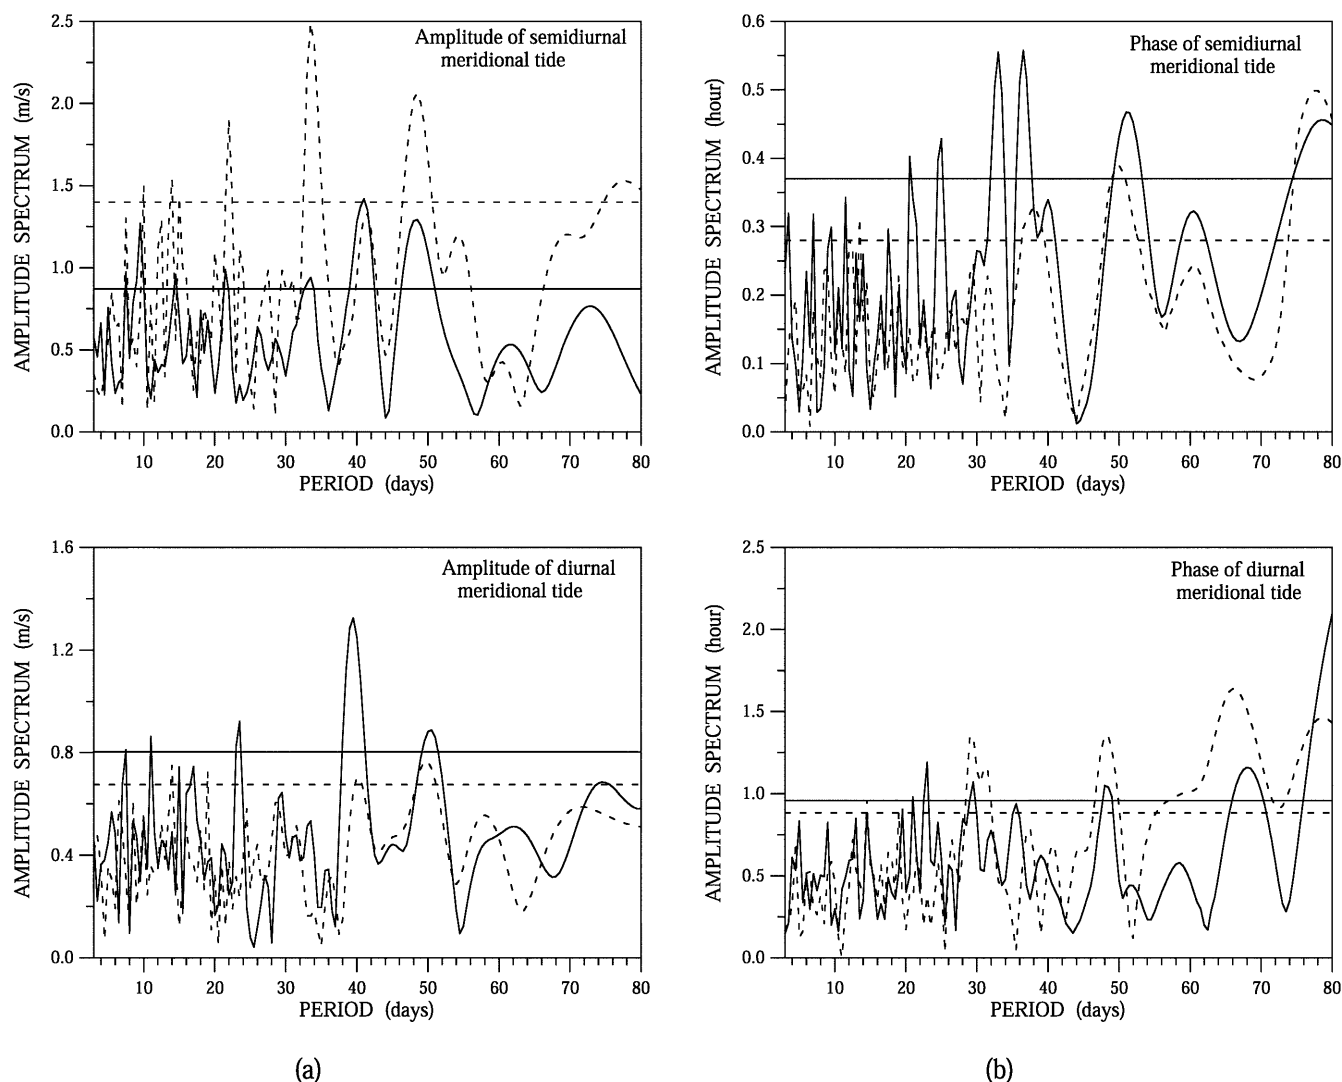 Amplitude of semidiurnal
meridional tide
AMPLITUDE SPECTRUM (m/s)
2.5
2.0
1.5
1.0
0.5
0.0
10 20 30 40 50 60 70 80
PERIOD (days)
Phase of semidiurnal
meridional tide
AMPLITUDE SPECTRUM (hour)
0.6
0.5
0.4
0.3
0.2
0.1
0.0
10 20 30 40 50 60 70 80
PERIOD (days)
Amplitude of diurnal
meridional tide
AMPLITUDE SPECTRUM (m/s)
1.6
1.2
0.8
0.4
0.0
10 20 30 40 50 60 70 80
PERIOD (days)
Phase of diurnal
meridional tide
AMPLITUDE SPECTRUM (hour)
2.5
2.0
1.5
1.0
0.5
0.0
10 20 30 40 50 60 70 80
PERIOD (days)
(a)
(b)